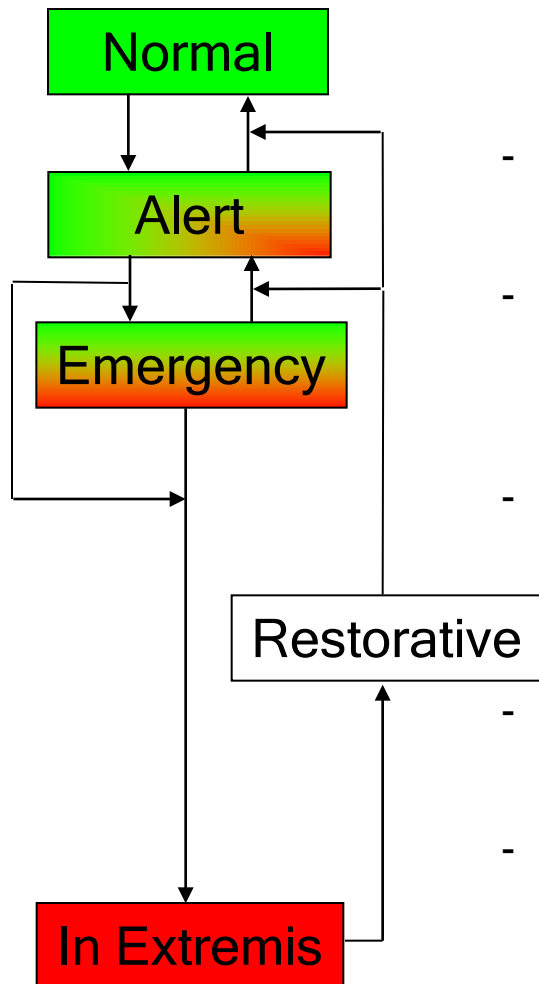 Normal
-
Alert
-
Emergency
-
Restorative
-
-
In Extremis